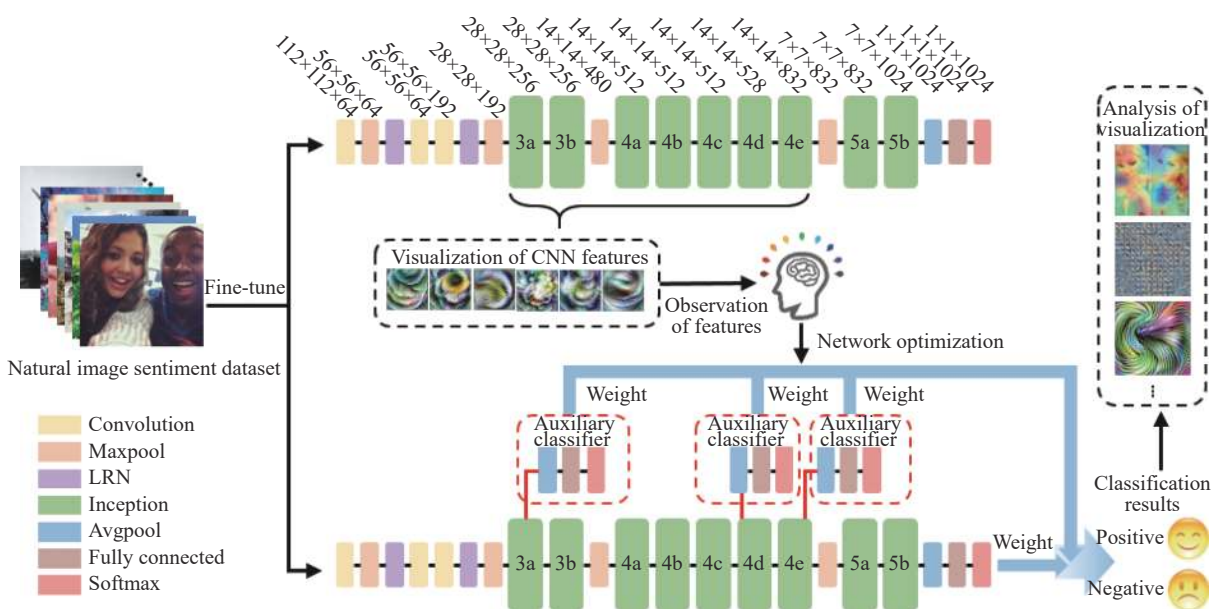 112×112×64
56×56×64
56×56×64
56×56×192
28×28×192
28×28×256
28×28×256
14×14×480
14×14×512
14×14×512
14×14×512
14×14×528
14×14×832
7×7×832
7×7×832
7×7×1024
1×1×1024
1×1×1024
1×1×1024
3a
3b
4a
4b
4c
4d
4e
5a
5b
Analysis of
visualization
Fine-tune
Natural image sentiment dataset
Visualization of CNN features
Observation
of features
Network optimization
Weight
Weight
Weight
Auxiliary
classifier
Auxiliary
classifier
Auxiliary
classifier
Classification
results
Convolution
Maxpool
LRN
Inception
Avgpool
Fully connected
Softmax
3a
3b
4a
4b
4c
4d
4e
5a
5b
Weight
Positive
Negative